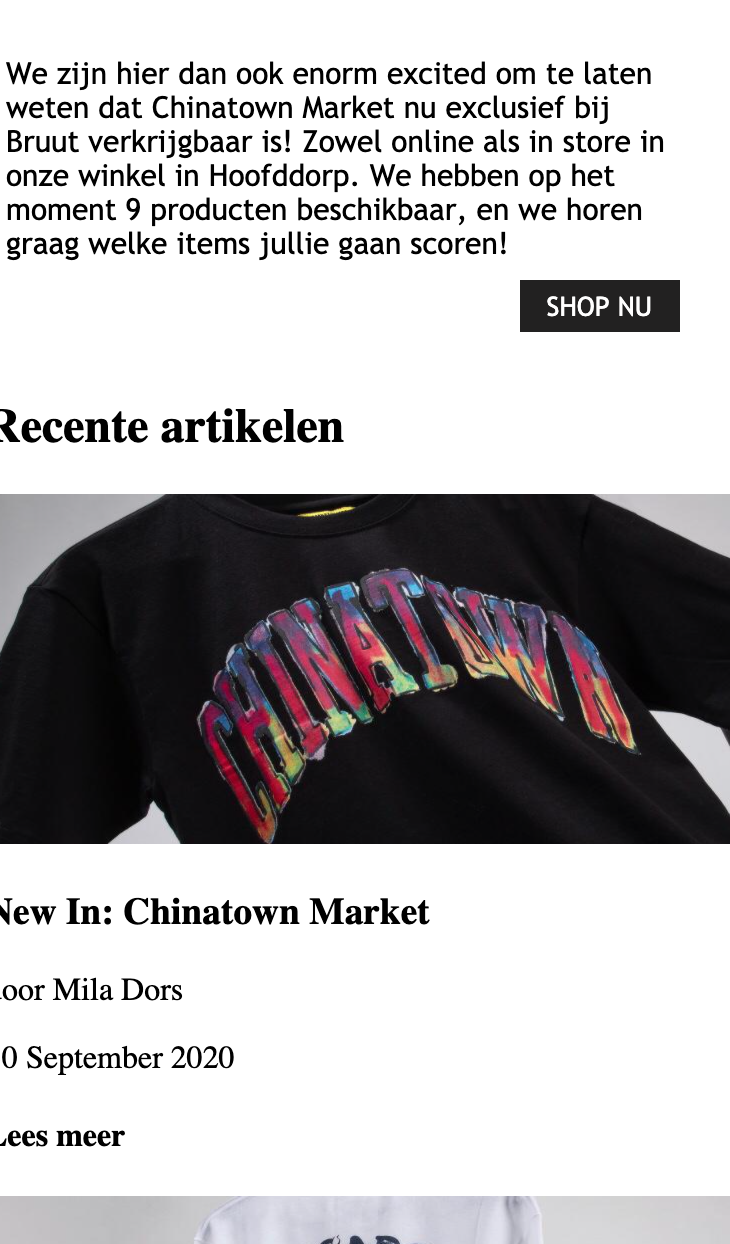 We zijn hier dan ook enorm excited om te laten
weten dat Chinatown Market nu exclusief bij
Bruut verkrijgbaar is! Zowel online als in store in
onze winkel in Hoofddorp. We hebben op het
moment 9 producten beschikbaar, en we horen
graag welke items jullie gaan scoren!
SHOP NU
Recente artikelen
CHINATOWN
New In: Chinatown Market
door Mila Dors
September 2020
Lees meer